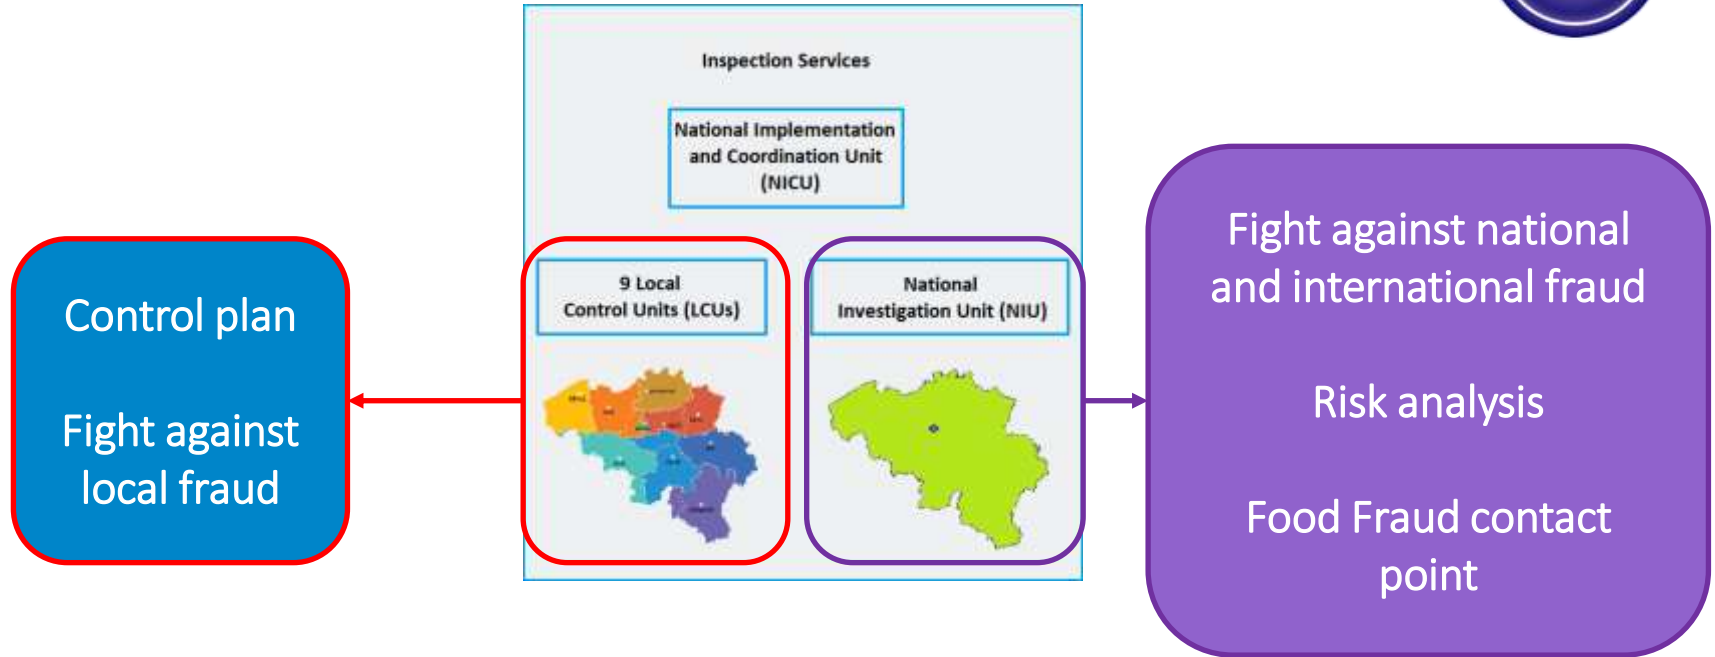 Inspection Services
National Implementation
and Coordination Unit
(NICU)
9 Local
Control Units (LCUs)
National
Investigation Unit (NIU)
Control plan
Fight against
local fraud
Fight against national
and international fraud
Risk analysis
Food Fraud contact
point